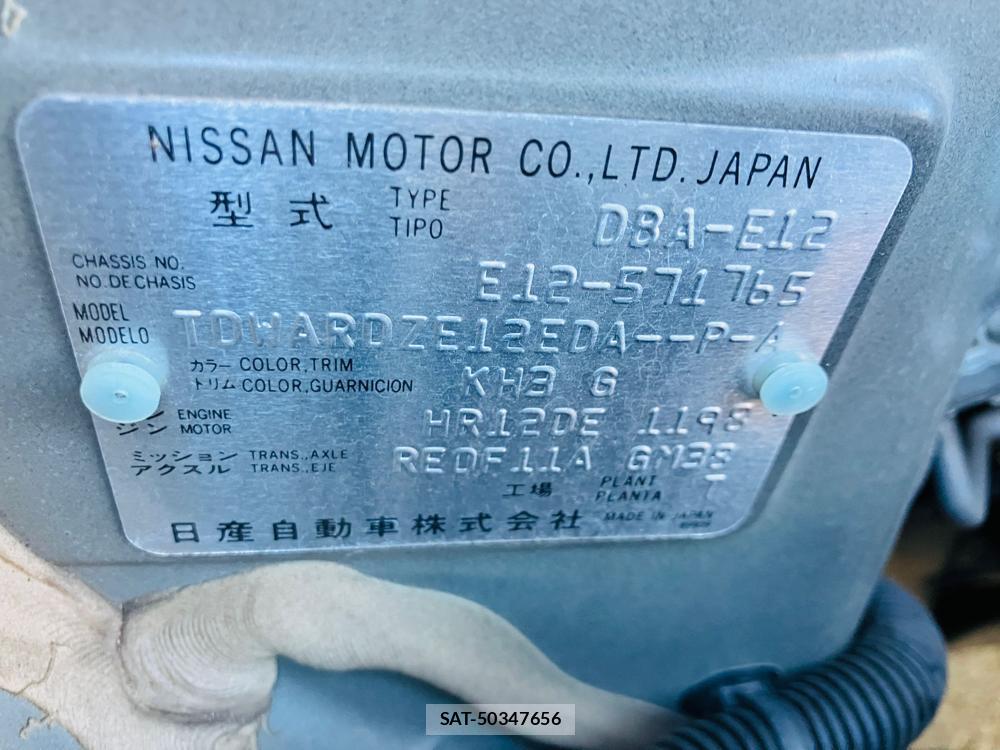 NISSAN MOTOR CO.,LTD. JAPAN
型式 TYPE TIPO DBA-E12
CHASSIS NO.
NO.DE CHASIS E12-571765
MODEL
MODELO TDWARDZE12EDA--P-A
カラー COLOR,TRIM
トリム COLOR,GUARNICION KH3 G
ENGINE
ジン MOTOR HR12DE 1198
ミッション TRANS.,AXLE
アクスル TRANS.,EJE RE0F11A GM38
工場 PLANT
PLANTA
日産自動車株式会社 MADE IN JAPAN
SAT-50347656